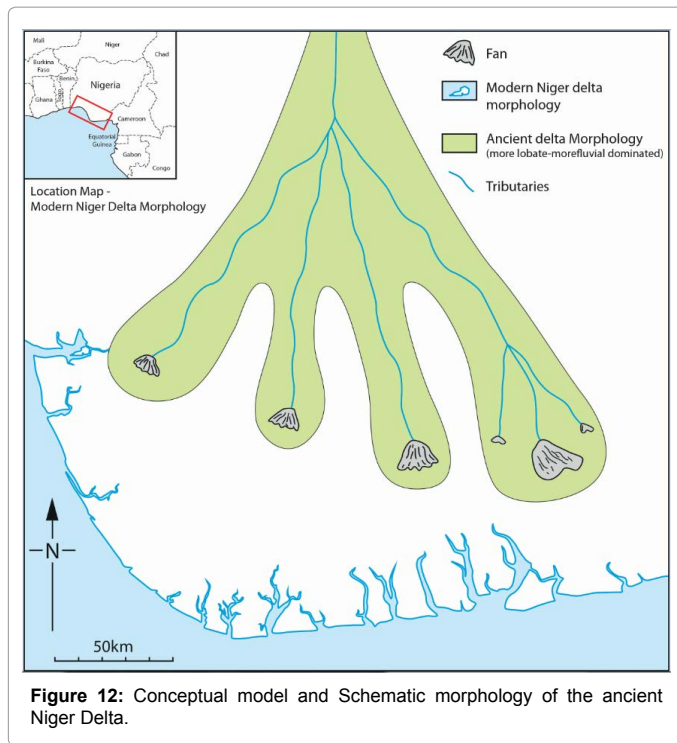 Mali
Niger
Chad
Burkina
Faso
Benin
Nigeria
Ghana
Cameroon
Equatorial
Guinea
Gabon
Congo
Location Map -
Modern Niger Delta Morphology
Fan
Modern Niger delta
morphology
Ancient delta Morphology
(more lobate-morefluvial dominated)
Tributaries
N
50km
Figure 12: Conceptual model and Schematic morphology of the ancient
Niger Delta.